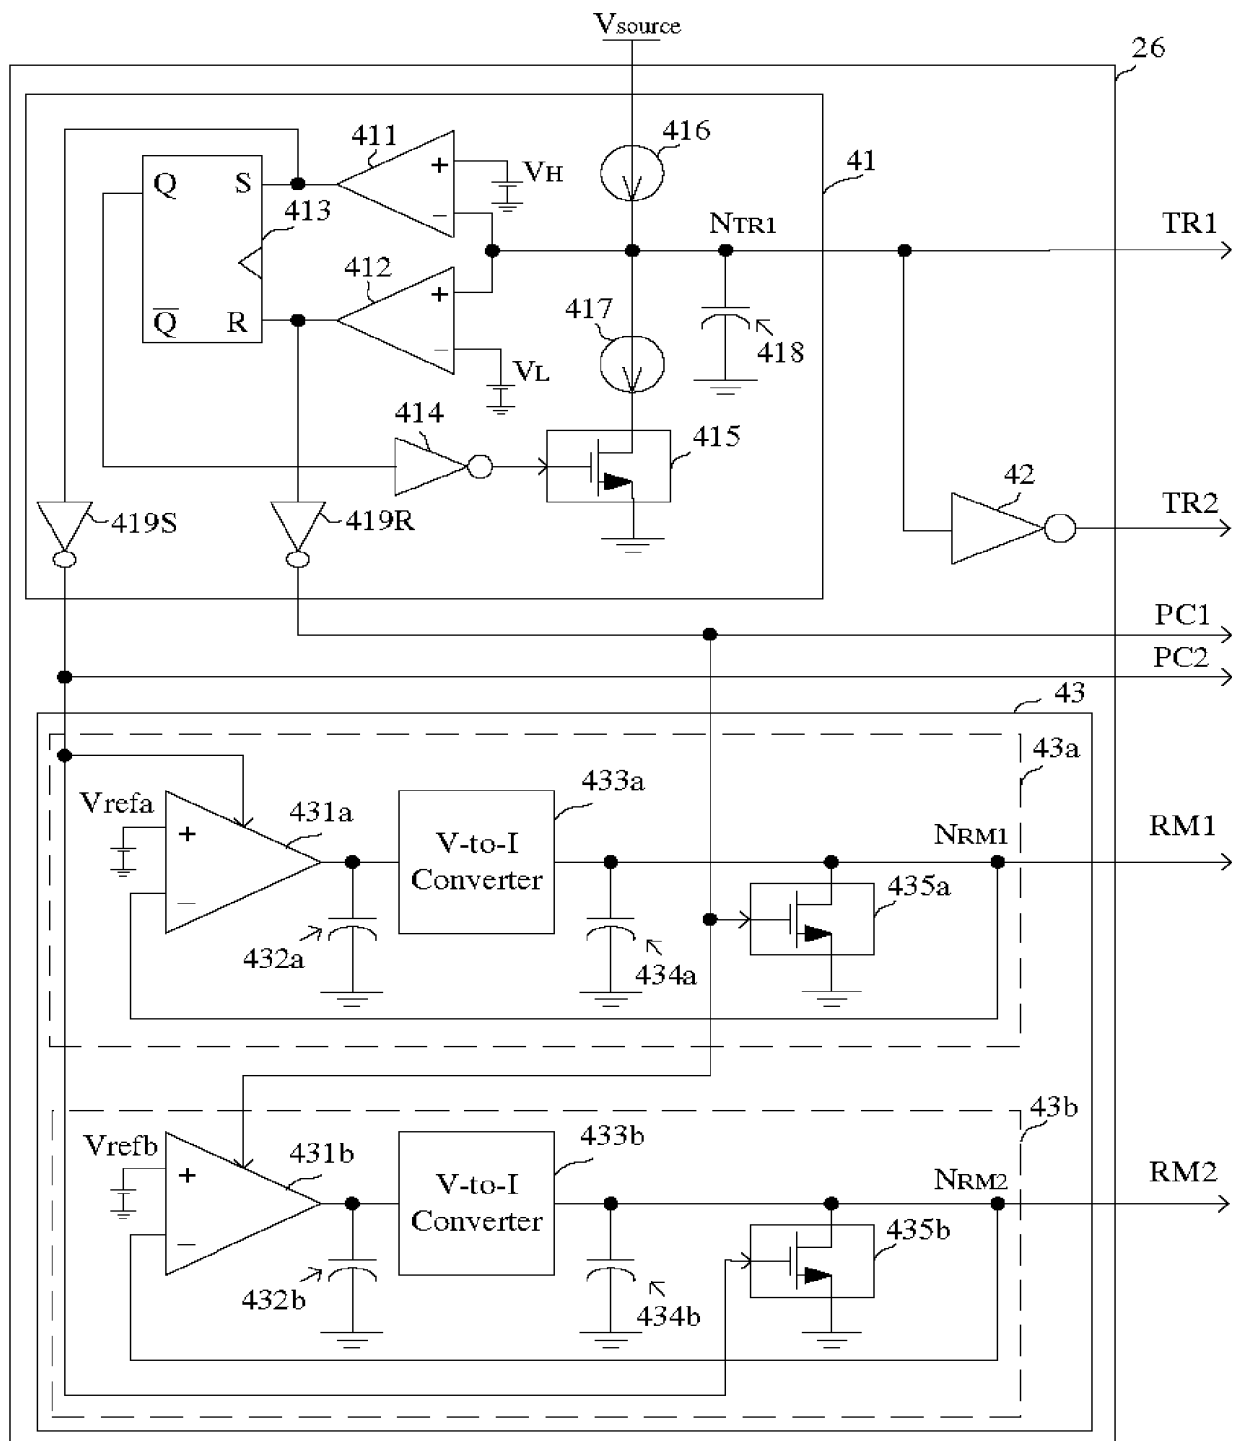 Vsource
26
411
416
41
VH
Q
S
413
NTR1
TR1
412
417
Q
R
418
VL
414
415
42
419S
419R
TR2
PC1
PC2
43
43a
433a
Vrefa
431a
+
−
V-to-I
Converter
NRM1
RM1
435a
432a
434a
43b
433b
Vrefb
431b
+
−
V-to-I
Converter
NRM2
RM2
435b
432b
434b